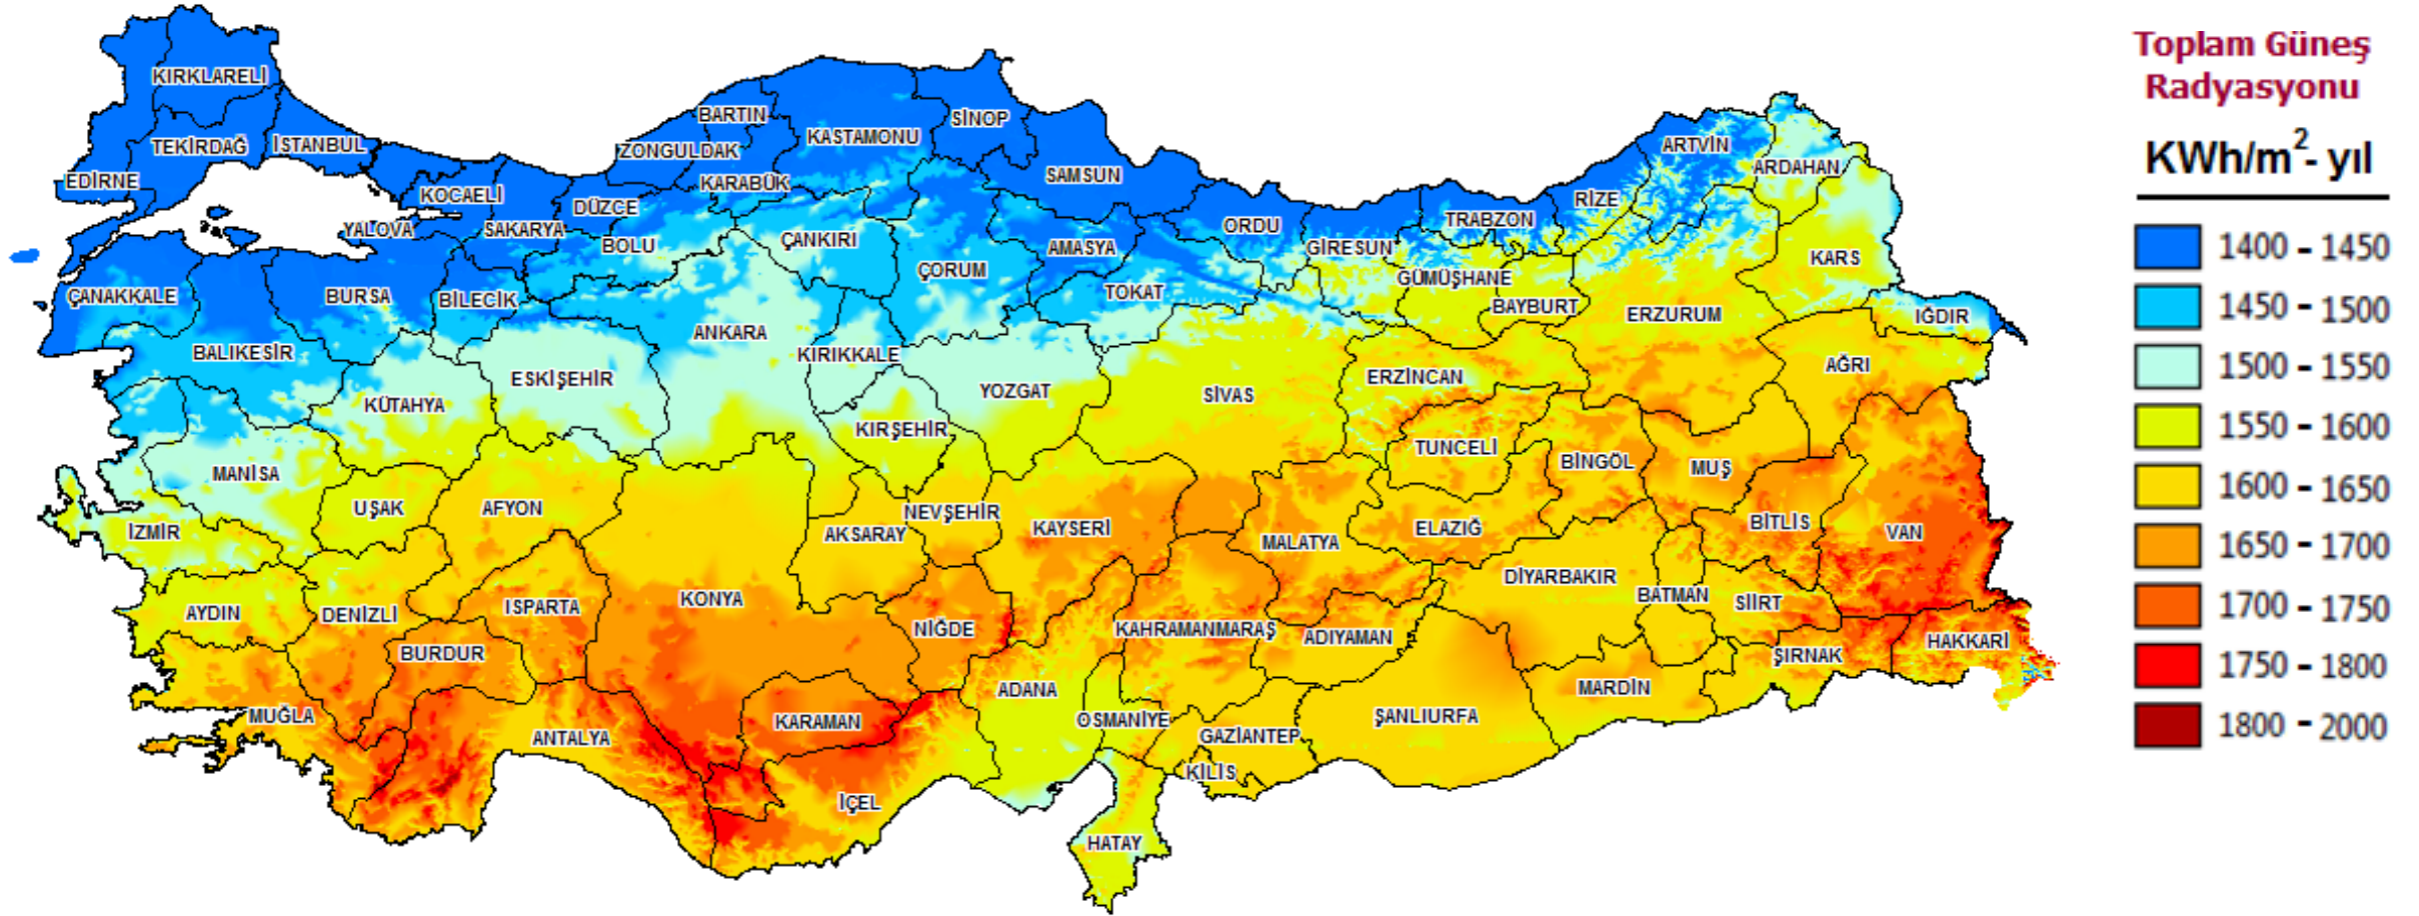 Toplam Güneş
Radyasyonu
KWh/m²- yıl
1400 - 1450
1450 - 1500
1500 - 1550
1550 - 1600
1600 - 1650
1650 - 1700
1700 - 1750
1750 - 1800
1800 - 2000
KIRKLARELİ
TEKİRDAĞ
İSTANBUL
EDİRNE
KOCAELİ
YALOVA
SAKARYA
DÜZCE
BOLU
ZONGULDAK
BARTIN
KARABÜK
KASTAMONU
SİNOP
SAMSUN
ÇANKIRI
ÇORUM
AMASYA
TOKAT
ORDU
GİRESUN
TRABZON
RİZE
ARTVİN
ARDAHAN
GÜMÜŞHANE
BAYBURT
ERZURUM
KARS
IĞDIR
AĞRI
ÇANAKKALE
BALIKESİR
BURSA
BİLECİK
ESKİŞEHİR
KÜTAHYA
ANKARA
KIRIKKALE
KIRŞEHİR
YOZGAT
SİVAS
ERZİNCAN
TUNCELİ
BİNGÖL
MUŞ
BİTLİS
VAN
MANİSA
İZMİR
UŞAK
AFYON
AKSARAY
NEVŞEHİR
KAYSERİ
MALATYA
ELAZIĞ
DİYARBAKIR
BATMAN
SİİRT
ŞIRNAK
HAKKARİ
AYDIN
DENİZLİ
ISPARTA
BURDUR
KONYA
NİĞDE
KAHRAMANMARAŞ
ADIYAMAN
MARDİN
MUĞLA
ANTALYA
KARAMAN
İÇEL
ADANA
OSMANİYE
GAZİANTEP
KİLİS
ŞANLIURFA
HATAY